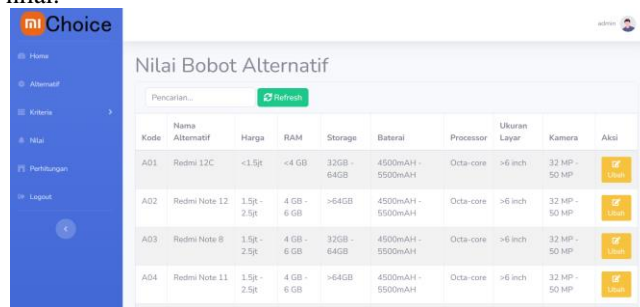 nilai.
mi Choice
admin
Home
Alternatif
Kriteria
Nilai
Perhitungan
Logout
Nilai Bobot Alternatif
Pencarian...
Refresh
Kode Nama Alternatif Harga RAM Storage Baterai Processor Ukuran Layar Kamera Aksi
A01 Redmi 12C <1.5jt <4 GB 32GB - 64GB 4500mAH - 5500mAH Octa-core >6 inch 32 MP - 50 MP Ubah
A02 Redmi Note 12 1.5jt - 2.5jt 4 GB - 6 GB >64GB 4500mAH - 5500mAH Octa-core >6 inch 32 MP - 50 MP Ubah
A03 Redmi Note 8 1.5jt - 2.5jt 4 GB - 6 GB 32GB - 64GB 4500mAH - 5500mAH Octa-core >6 inch 32 MP - 50 MP Ubah
A04 Redmi Note 11 1.5jt - 2.5jt 4 GB - 6 GB >64GB 4500mAH - 5500mAH Octa-core >6 inch 32 MP - 50 MP Ubah